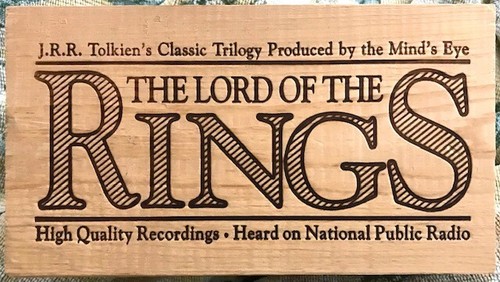 J.R.R. Tolkien's Classic Trilogy Produced by the Mind's Eye
THE LORD OF THE
RINGS
High Quality Recordings • Heard on National Public Radio